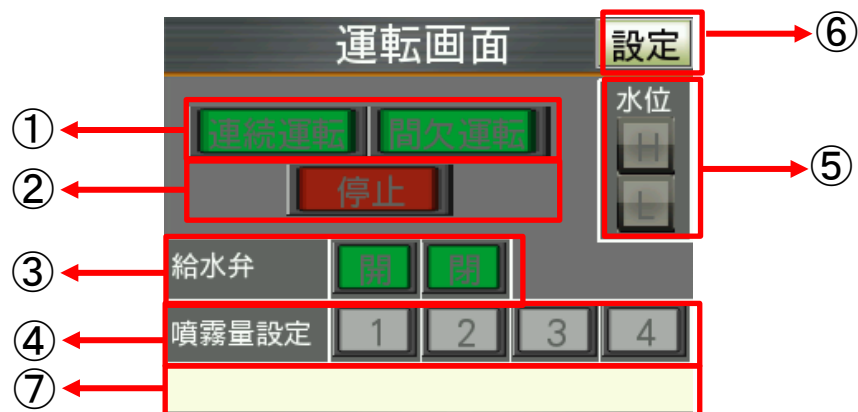 運転画面
設定
⑥
水位
①
連続運転
間欠運転
H
⑤
②
停止
L
③
給水弁
開
閉
④
噴霧量設定
1
2
3
4
⑦